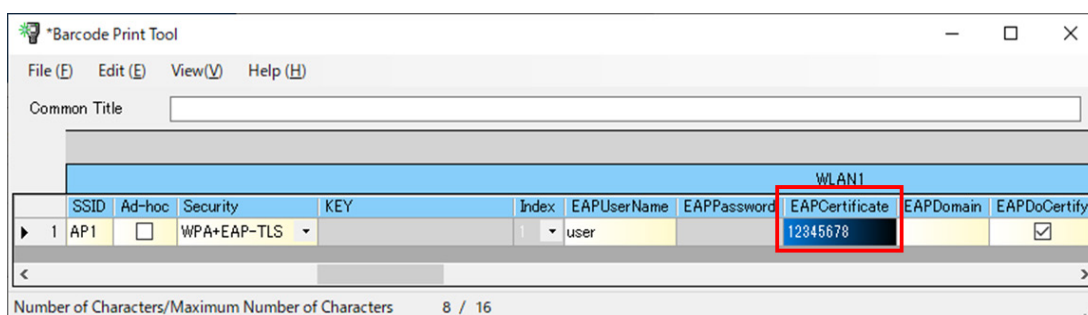 *Barcode Print Tool
File (F) Edit (E) View(V) Help (H)
Common Title
WLAN1
SSID Ad-hoc Security KEY Index EAPUserName EAPPassword EAPCertificate EAPDomain EAPDoCertify
1 AP1 WPA+EAP-TLS 1 user 12345678
Number of Characters/Maximum Number of Characters 8 / 16